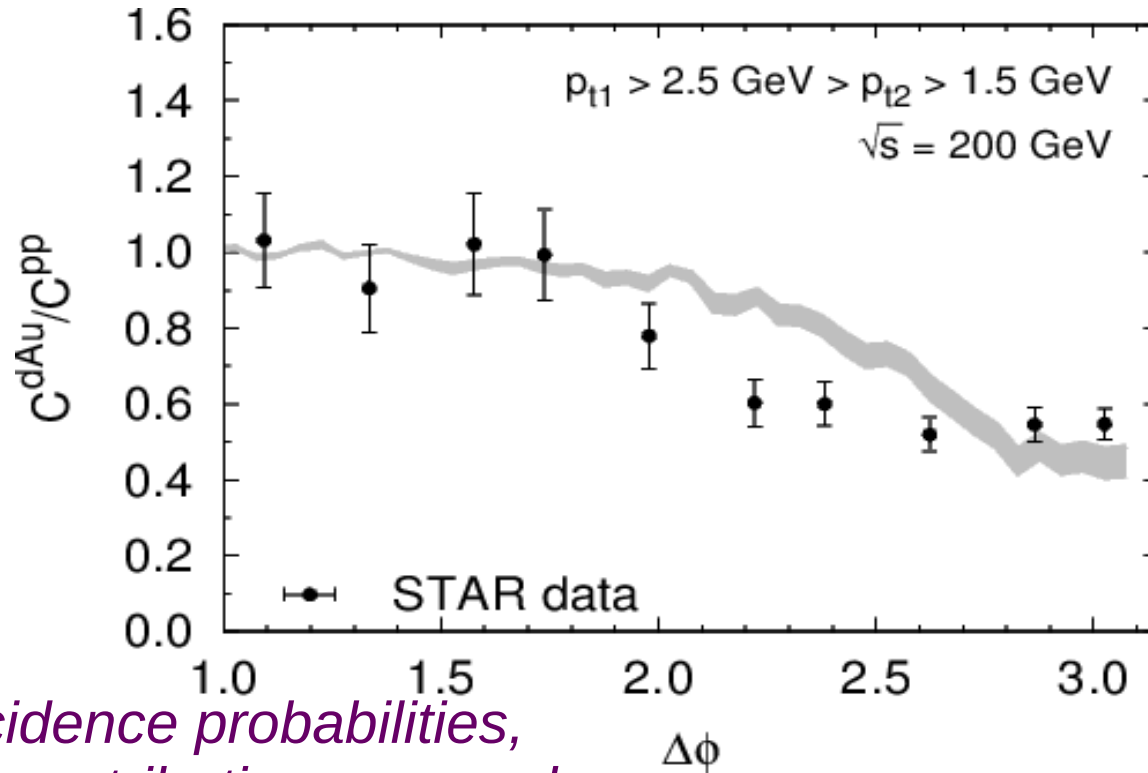 1.6
1.4
1.2
1.0
0.8
0.6
0.4
0.2
0.0
C^dAu/C^pp
p_t1 > 2.5 GeV > p_t2 > 1.5 GeV
√s = 200 GeV
STAR data
1.0 1.5 2.0 2.5 3.0
Δϕ
probabilities,